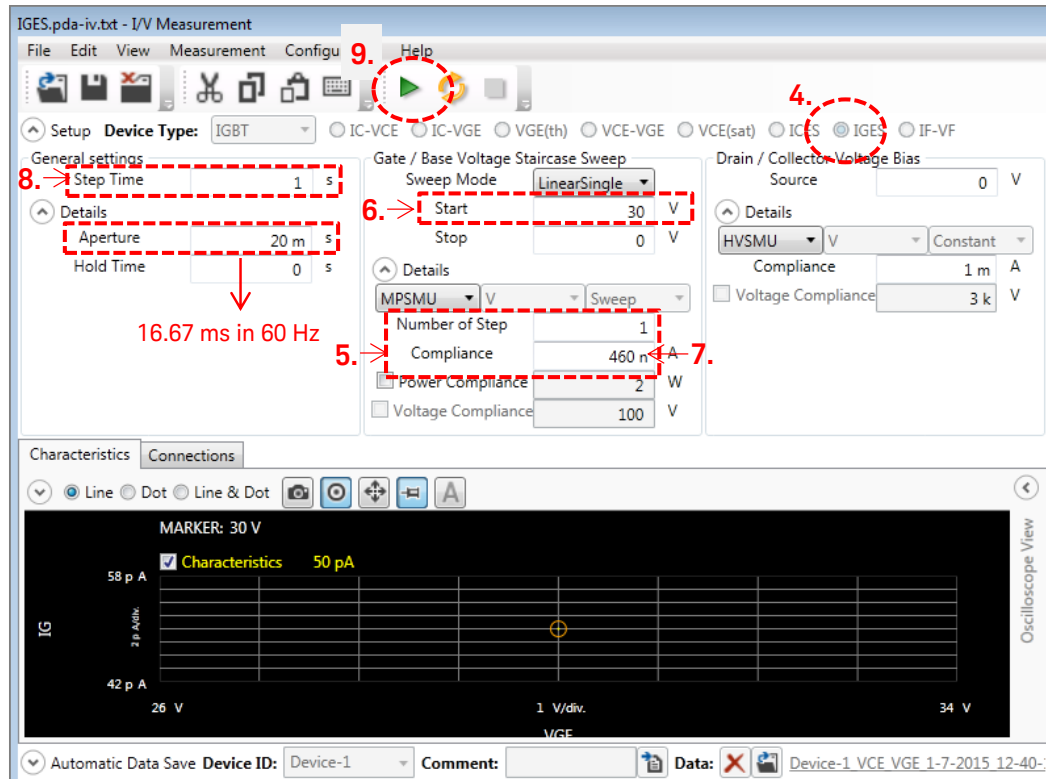 IGES.pda-iv.txt - I/V Measurement
File Edit View Measurement Configu Help
9.
4.
Setup Device Type: IGBT IC-VCE IC-VGE VGE(th) VCE-VGE VCE(sat) ICES IGES IF-VF
General settings
8.
Step Time 1 s
Details
Aperture 20 m s
Hold Time 0 s
16.67 ms in 60 Hz
Gate / Base Voltage Staircase Sweep
Sweep Mode LinearSingle
6.
Start 30 V
Stop 0 V
Details
MPSMU V Sweep
Number of Step 1
5.
Compliance 460 n A
7.
Power Compliance 2 W
Voltage Compliance 100 V
Drain / Collector Voltage Bias
Source 0 V
Details
HVSMU V Constant
Compliance 1 m A
Voltage Compliance 3 k V
Characteristics Connections
Line Dot Line & Dot A
MARKER: 30 V
Characteristics 50 pA
58 p A
IG
2 p A/div.
42 p A
26 V 1 V/div. 34 V
VGE
Oscilloscope View
Automatic Data Save Device ID: Device-1 Comment: Data: Device-1_VCE_VGE_1-7-2015_12-40-